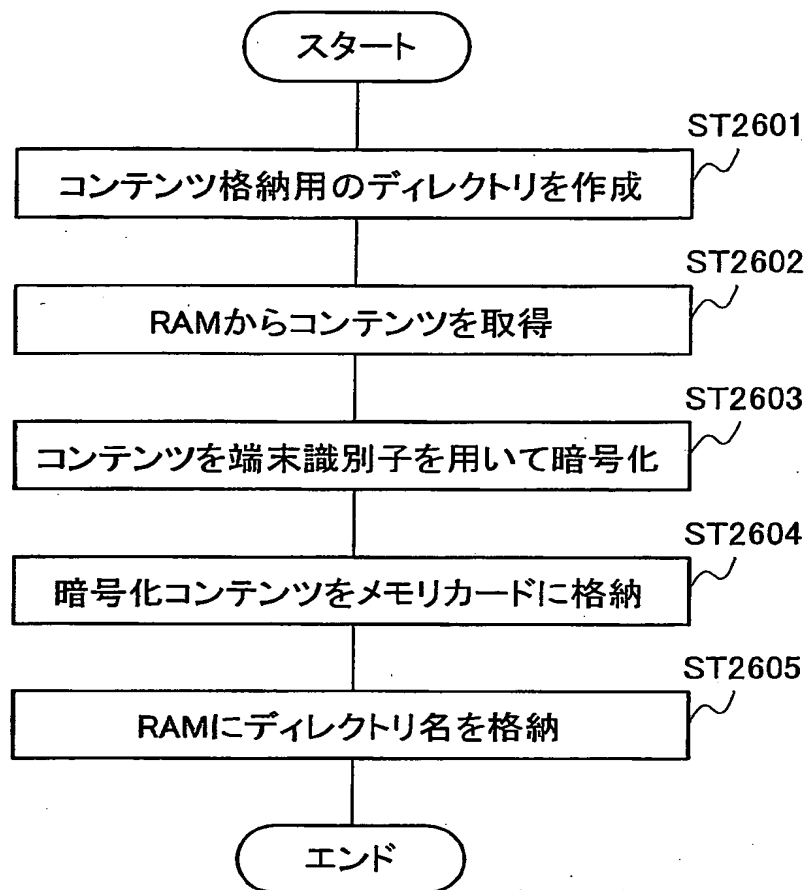 スタート
ST2601
コンテンツ格納用のディレクトリを作成
ST2602
RAMからコンテンツを取得
ST2603
コンテンツを端末識別子を用いて暗号化
ST2604
暗号化コンテンツをメモリカードに格納
ST2605
RAMにディレクトリ名を格納
エンド